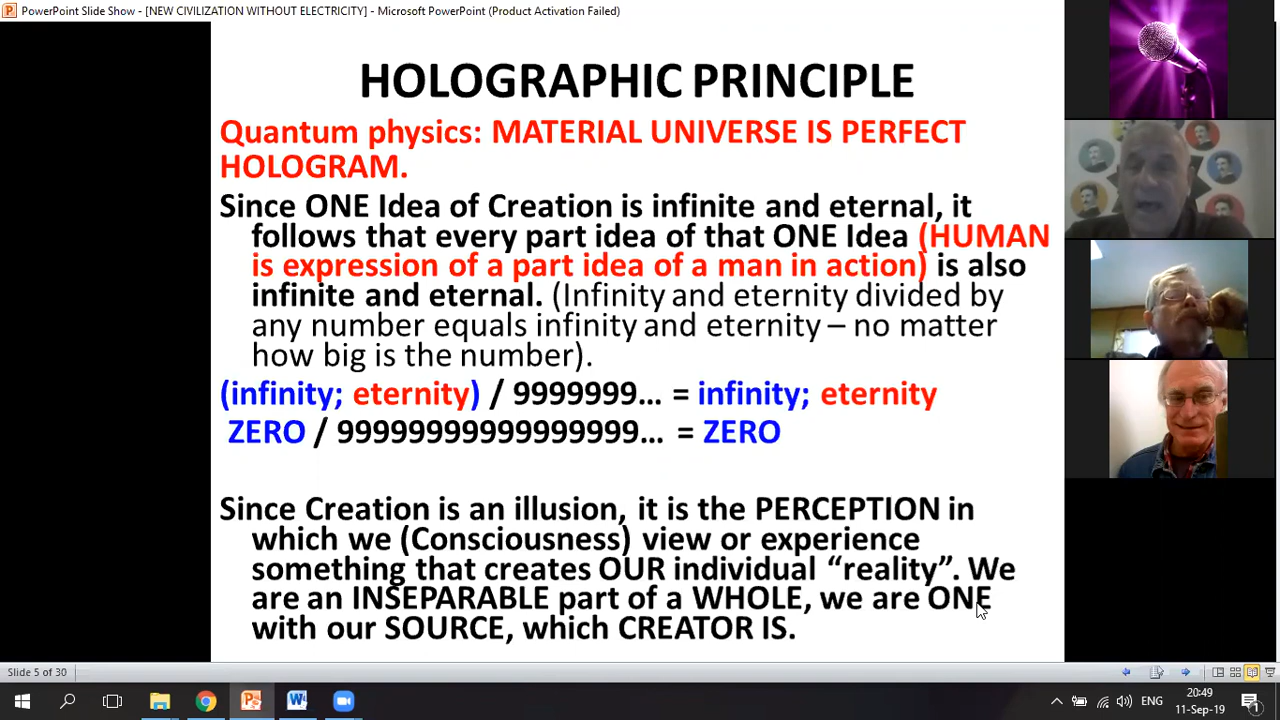 PowerPoint Slide Show - [NEW CIVILIZATION WITHOUT ELECTRICITY] - Microsoft PowerPoint (Product Activation Failed)
HOLOGRAPHIC PRINCIPLE
Quantum physics: MATERIAL UNIVERSE IS PERFECT
HOLOGRAM.
Since ONE Idea of Creation is infinite and eternal, it
follows that every part idea of that ONE Idea (HUMAN
is expression of a part idea of a man in action) is also
infinite and eternal. (Infinity and eternity divided by
any number equals infinity and eternity – no matter
how big is the number).
(infinity; eternity) / 9999999... = infinity; eternity
ZERO / 99999999999999999... = ZERO
Since Creation is an illusion, it is the PERCEPTION in
which we (Consciousness) view or experience
something that creates OUR individual “reality”. We
are an INSEPARABLE part of a WHOLE, we are ONE
with our SOURCE, which CREATOR IS.
Slide 5 of 30
ENG
20:49
11-Sep-19
1